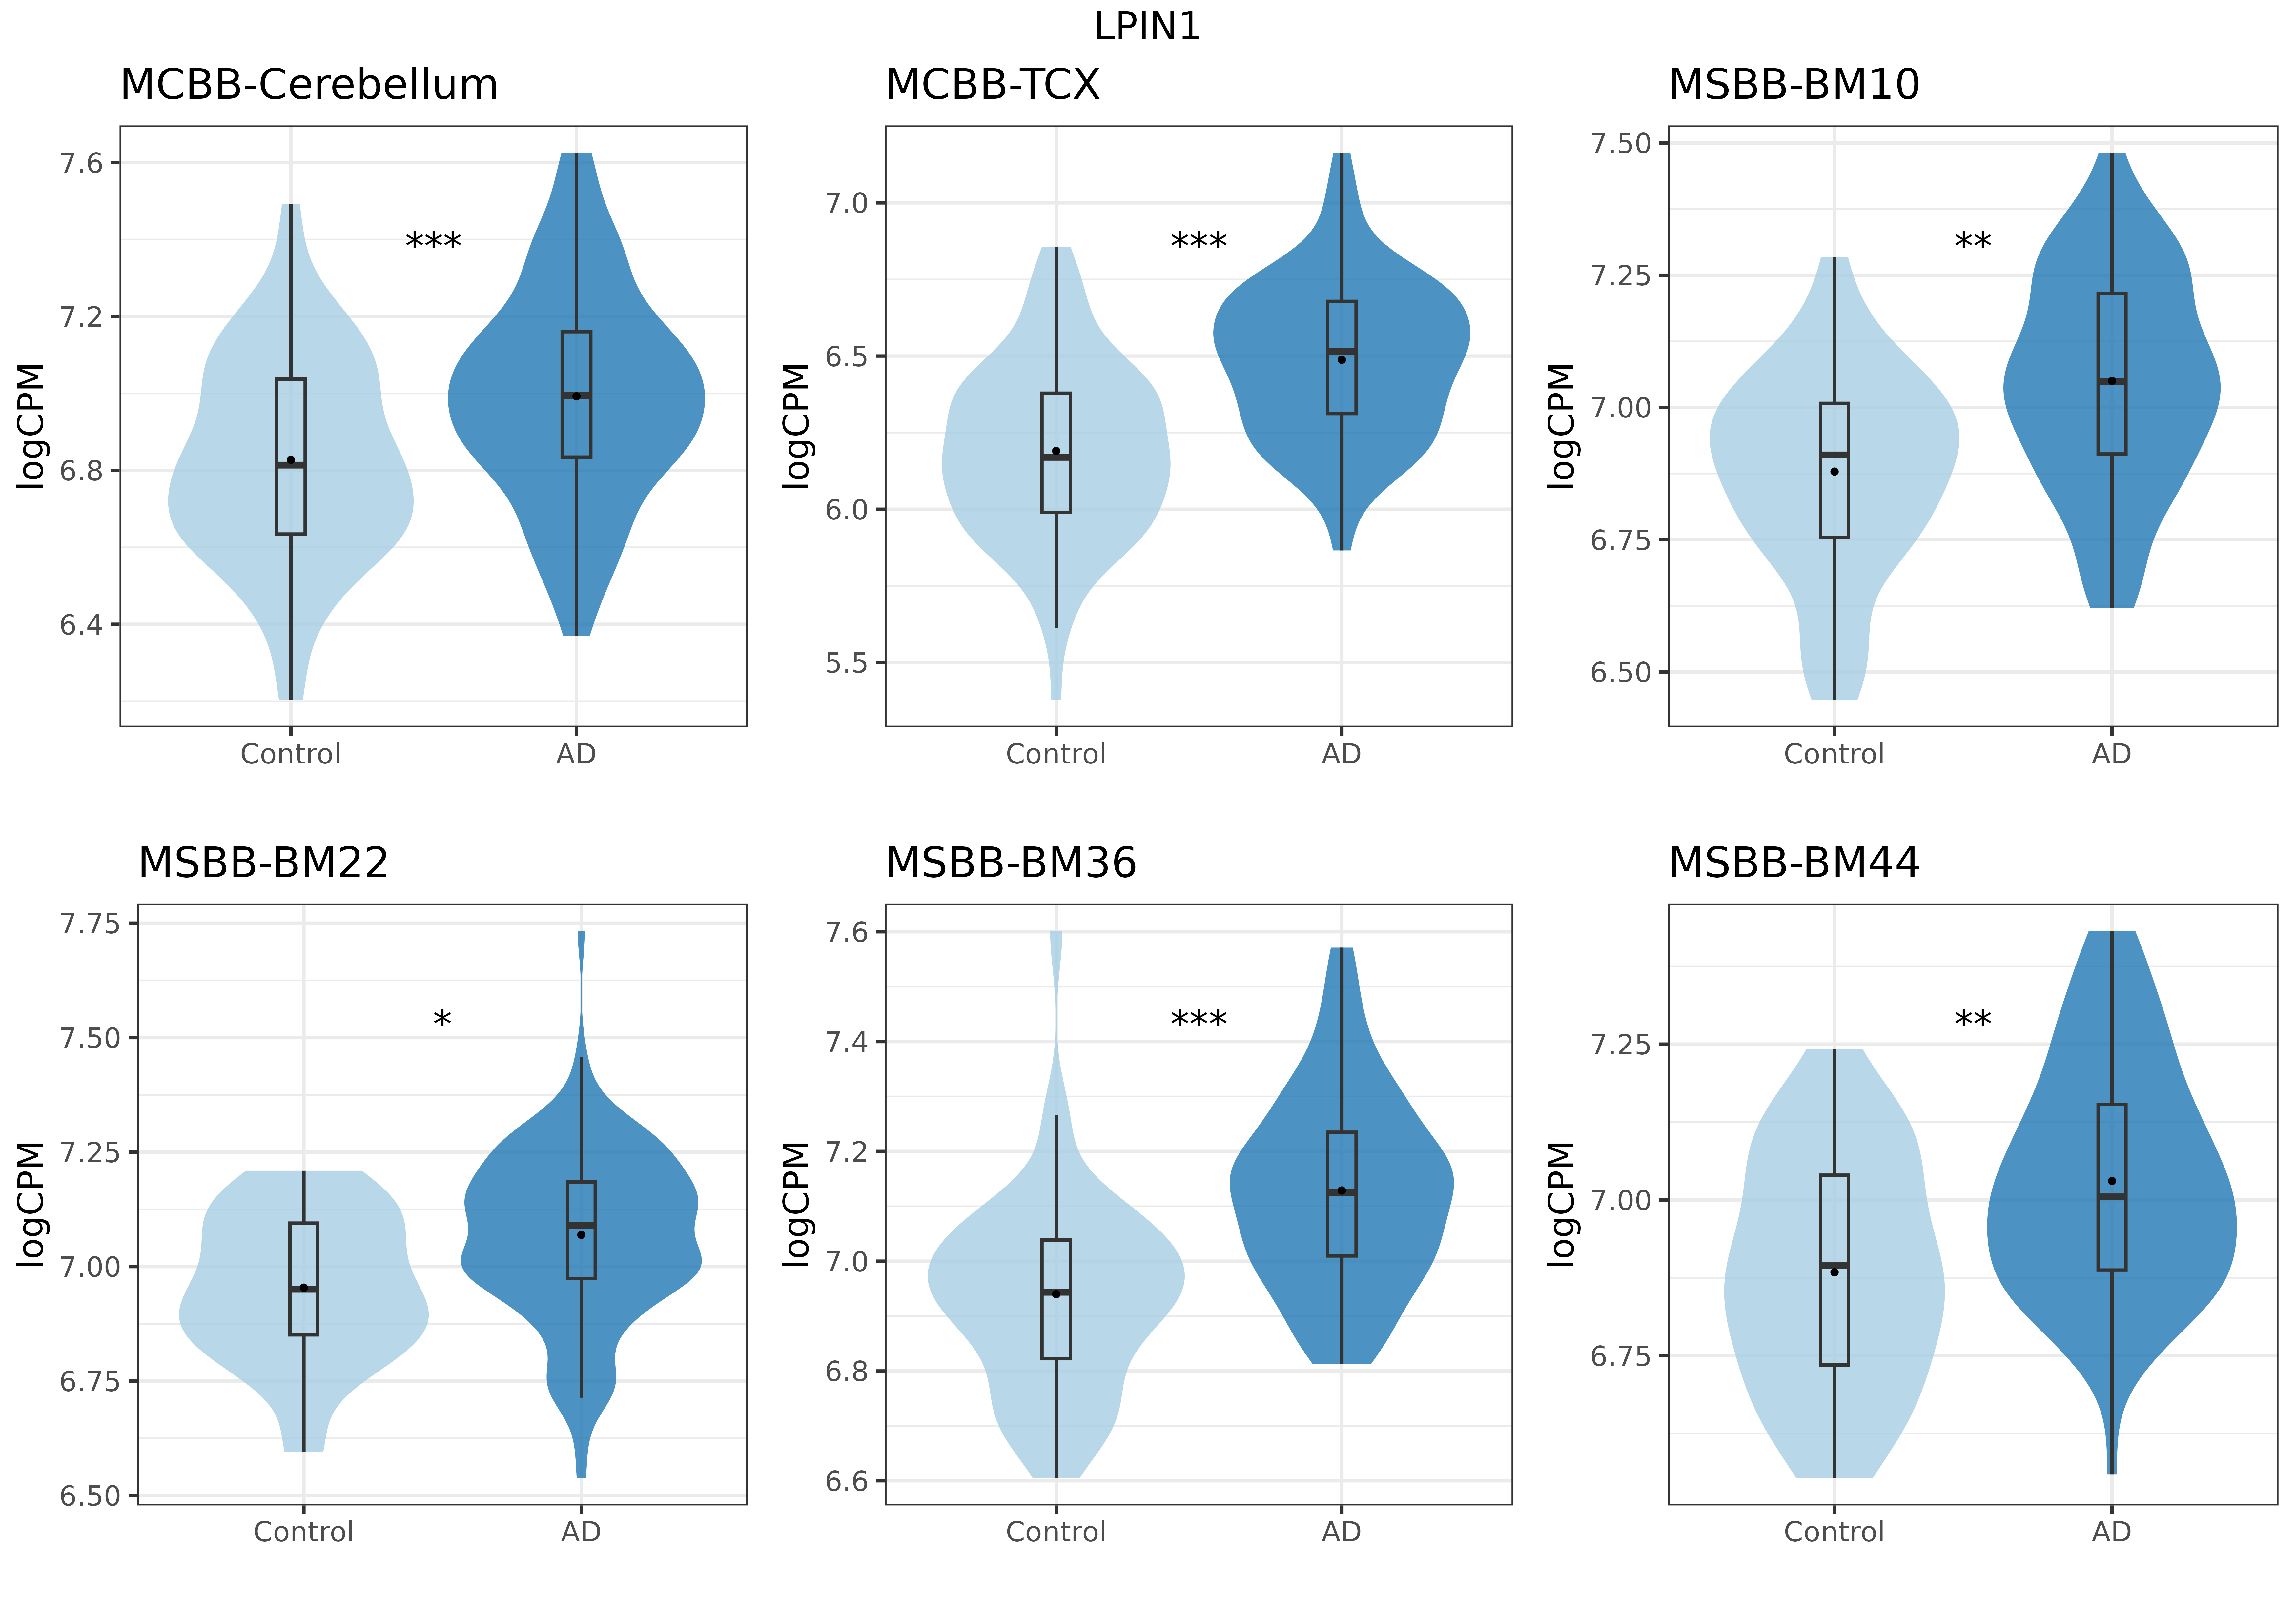 LPIN1
MCBB-Cerebellum
logCPM
7.6
7.2
6.8
6.4
***
Control
AD
MCBB-TCX
logCPM
7.0
6.5
6.0
5.5
***
Control
AD
MSBB-BM10
logCPM
7.50
7.25
7.00
6.75
6.50
**
Control
AD
MSBB-BM22
logCPM
7.75
7.50
7.25
7.00
6.75
6.50
*
Control
AD
MSBB-BM36
logCPM
7.6
7.4
7.2
7.0
6.8
6.6
***
Control
AD
MSBB-BM44
logCPM
7.25
7.00
6.75
**
Control
AD